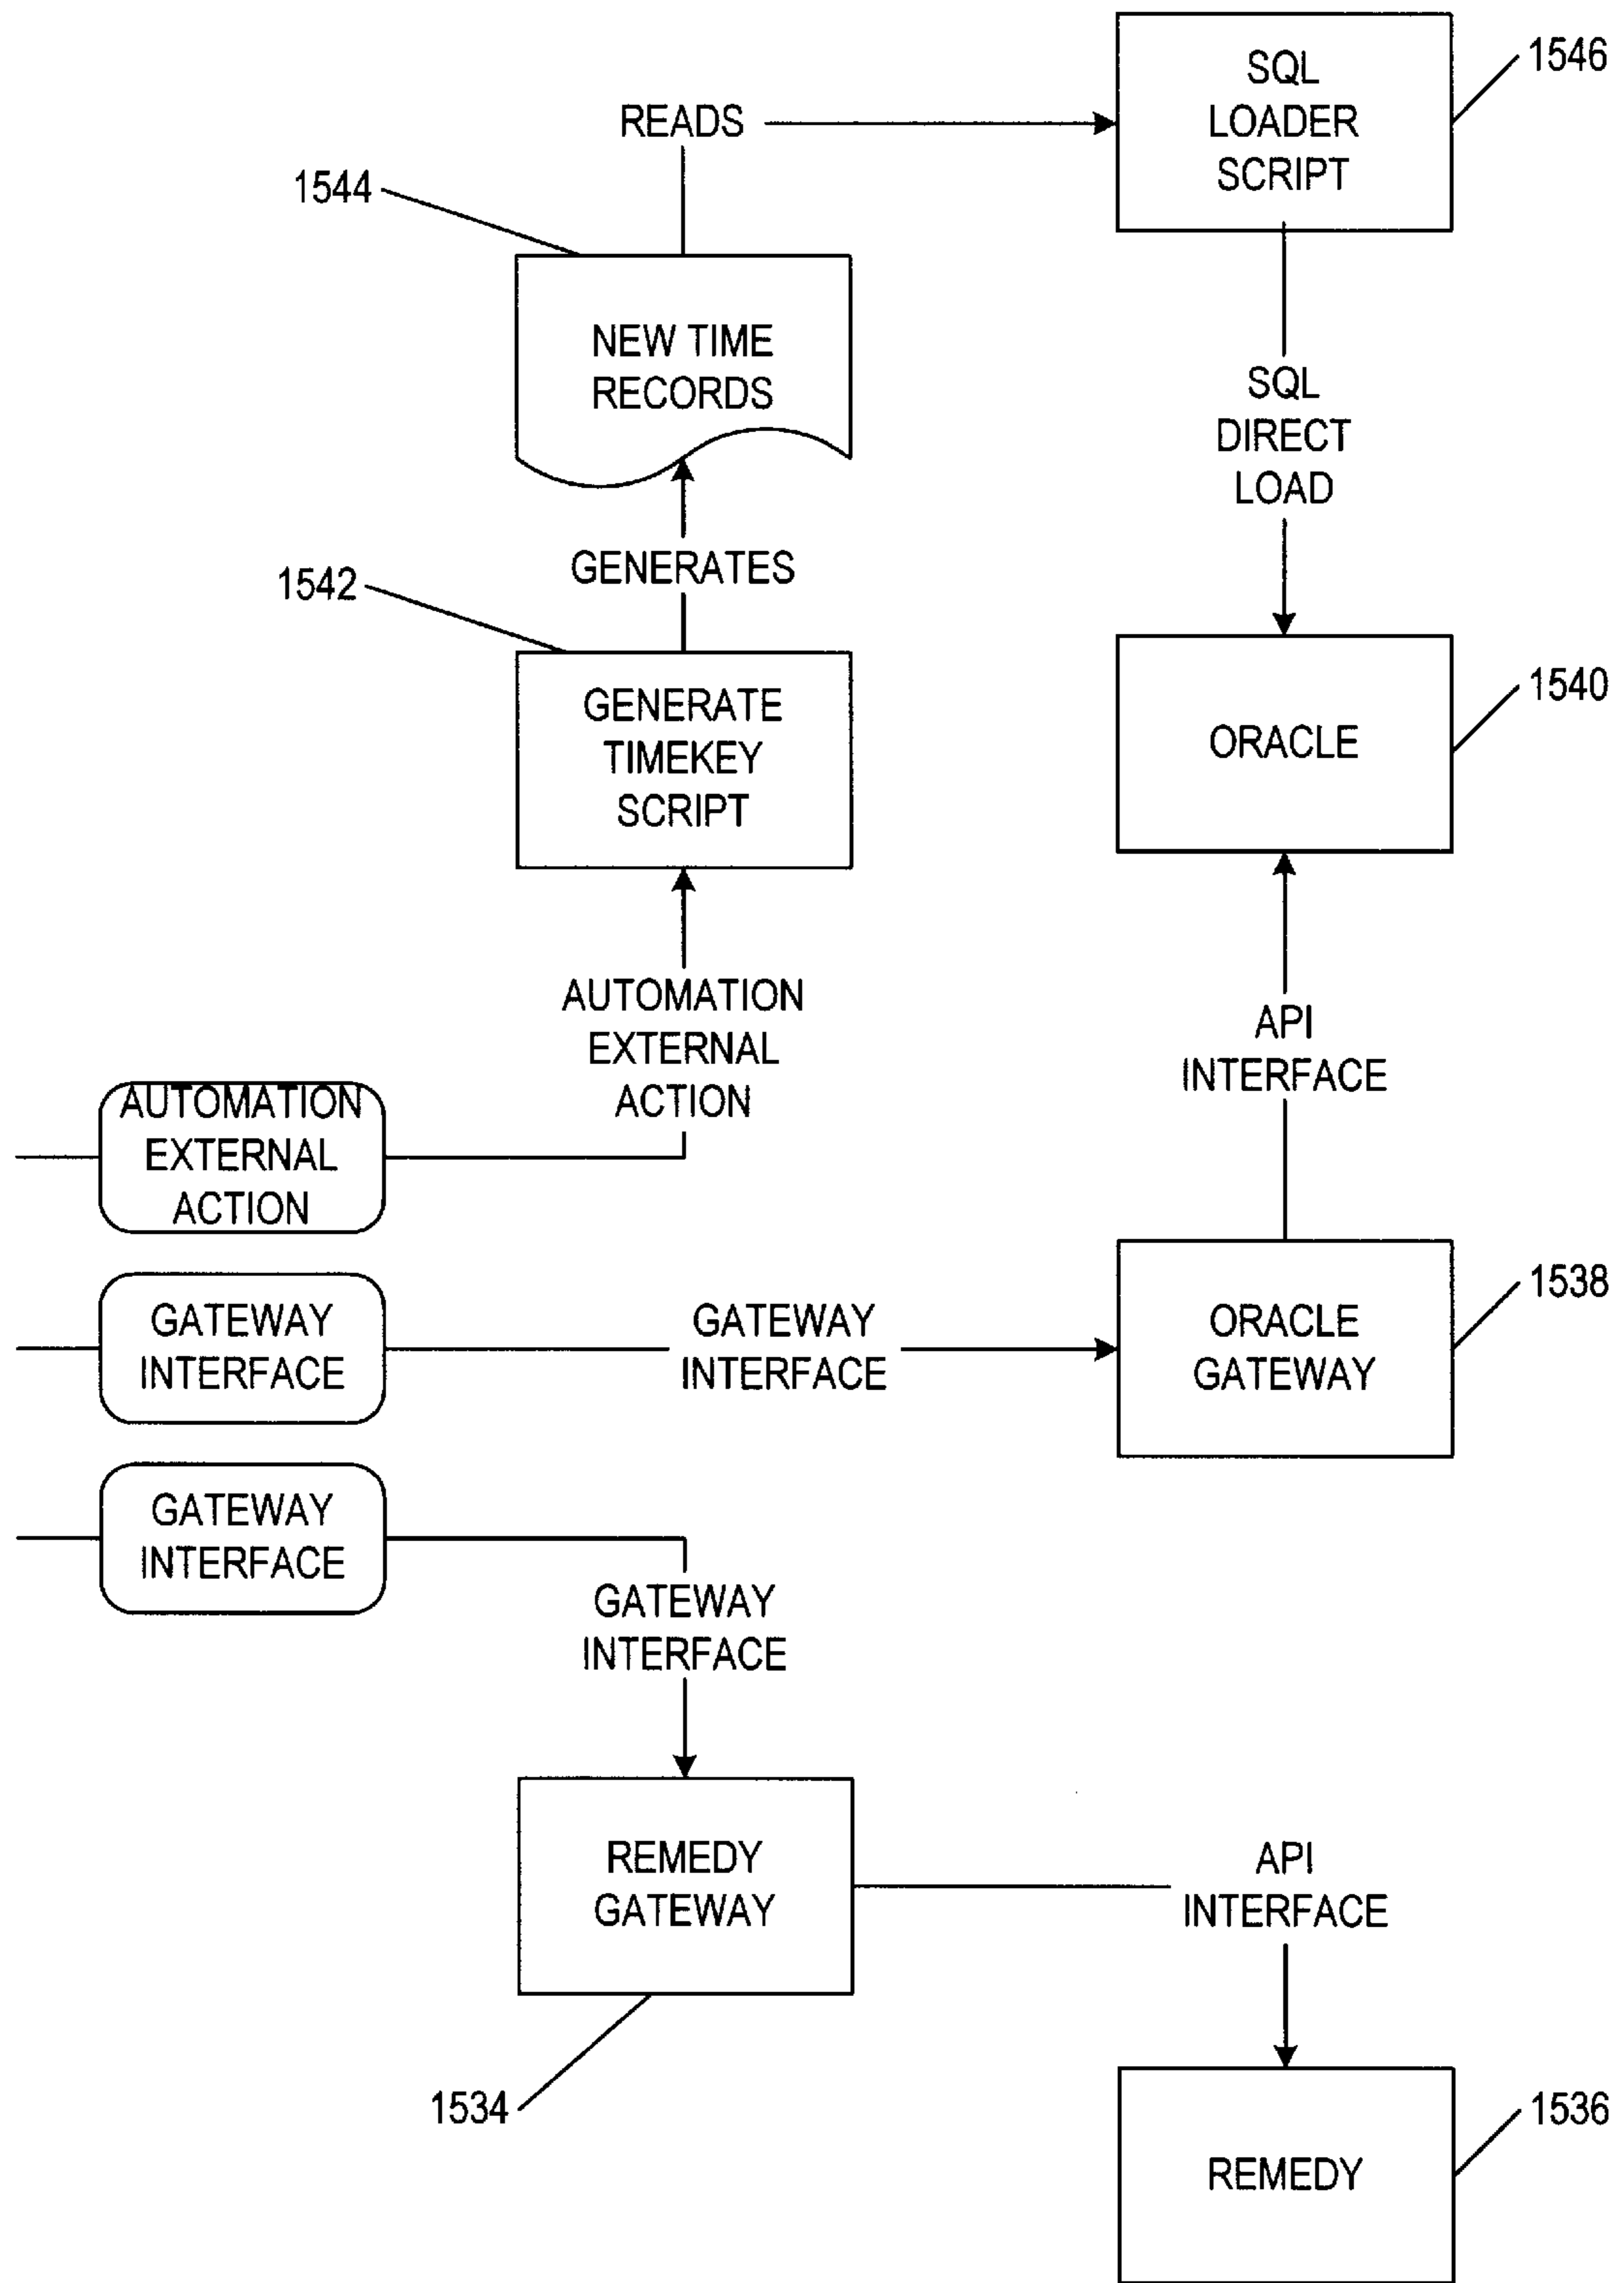 SQL
LOADER
SCRIPT
1546
READS
1544
NEW TIME
RECORDS
SQL
DIRECT
LOAD
GENERATES
1542
GENERATE
TIMEKEY
SCRIPT
ORACLE
1540
AUTOMATION
EXTERNAL
ACTION
API
INTERFACE
AUTOMATION
EXTERNAL
ACTION
GATEWAY
INTERFACE
GATEWAY
INTERFACE
ORACLE
GATEWAY
1538
GATEWAY
INTERFACE
GATEWAY
INTERFACE
REMEDY
GATEWAY
API
INTERFACE
1534
REMEDY
1536